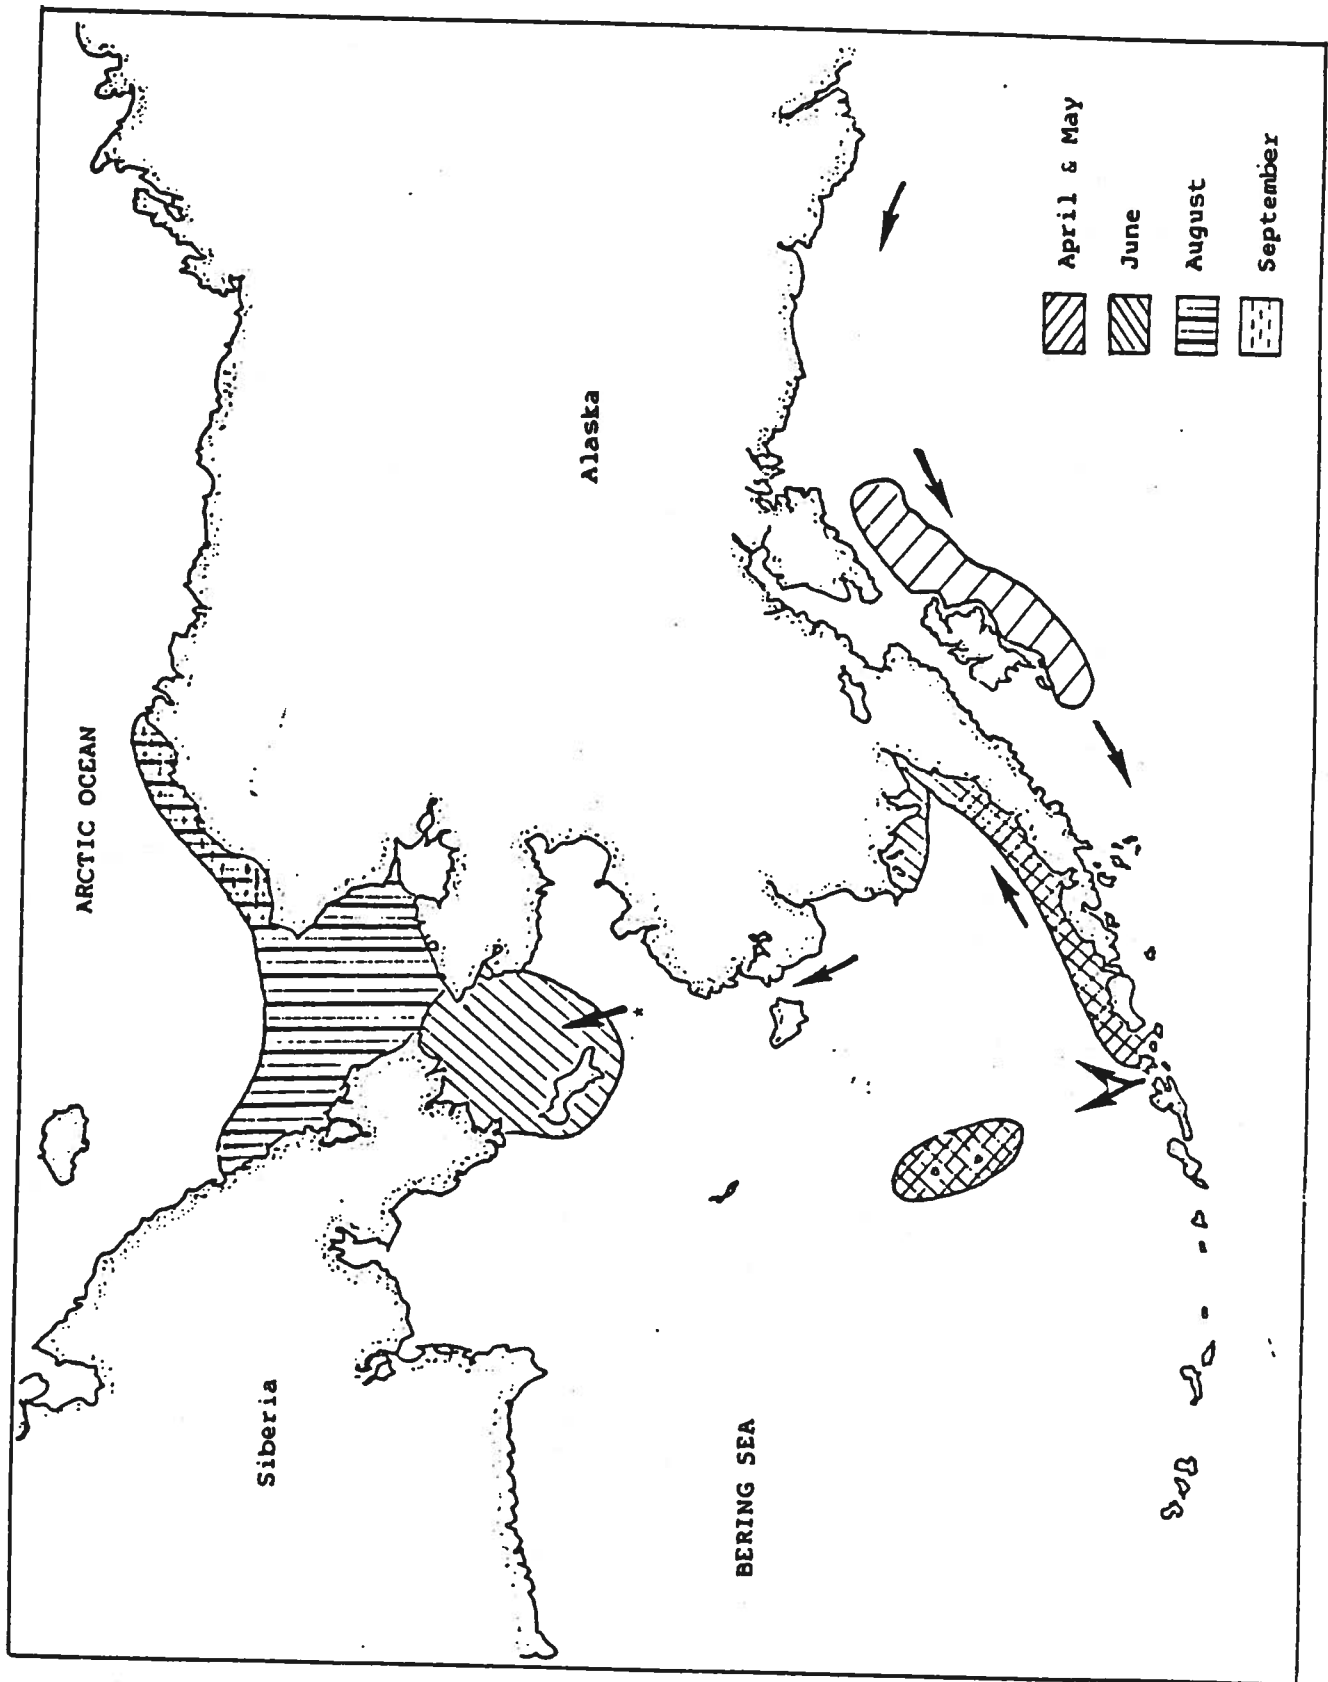 ARCTIC OCEAN
Alaska
Siberia
BERING SEA
*
April & May
June
August
September